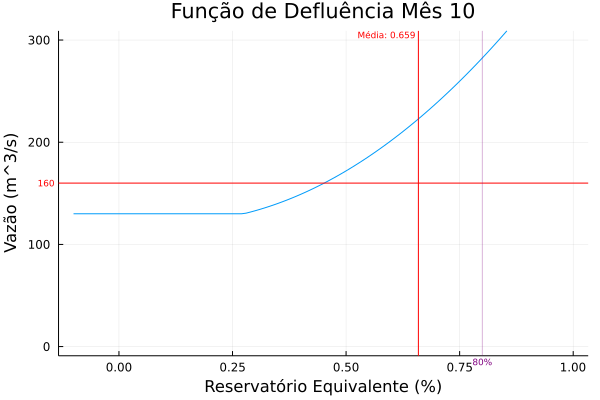 Função de Defluência Mês 10
Média: 0.659
300
200
160
100
0
Vazão (m^3/s)
0.00
0.25
0.50
0.75
80%
1.00
Reservatório Equivalente (%)